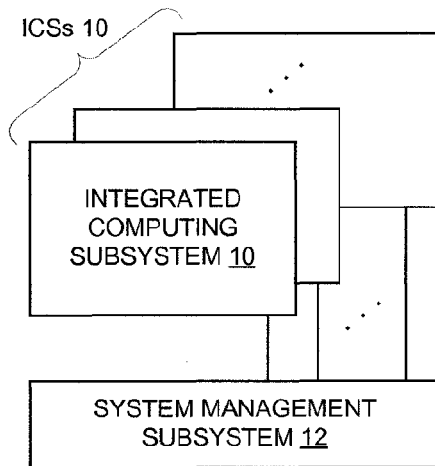 ICSs 10
INTEGRATED
COMPUTING
SUBSYSTEM 10
SYSTEM MANAGEMENT
SUBSYSTEM 12